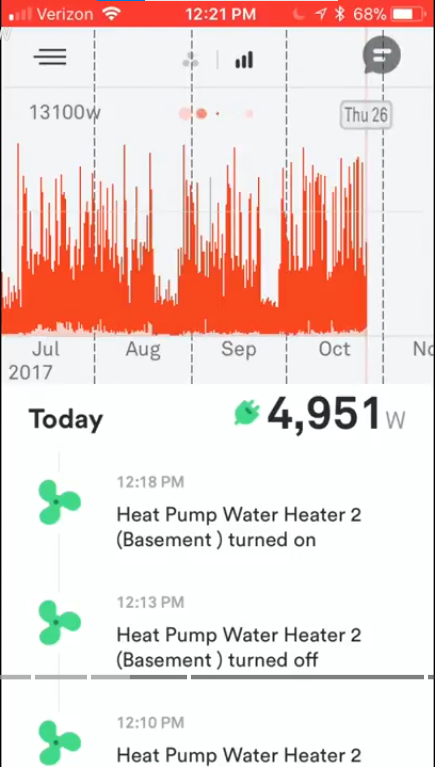 Verizon 12:21 PM 68%
13100w
Thu 26
Jul Aug Sep Oct No
2017
Today 4,951 W
12:18 PM
Heat Pump Water Heater 2
(Basement ) turned on
12:13 PM
Heat Pump Water Heater 2
(Basement ) turned off
12:10 PM
Heat Pump Water Heater 2